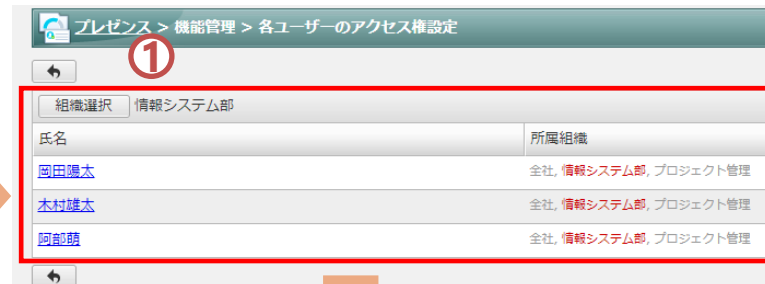 プレゼンス > 機能管理 > 各ユーザーのアクセス権設定
①
組織選択 情報システム部
氏名 所属組織
岡田陽太 全社, 情報システム部, プロジェクト管理
木村雄太 全社, 情報システム部, プロジェクト管理
阿部萌 全社, 情報システム部, プロジェクト管理